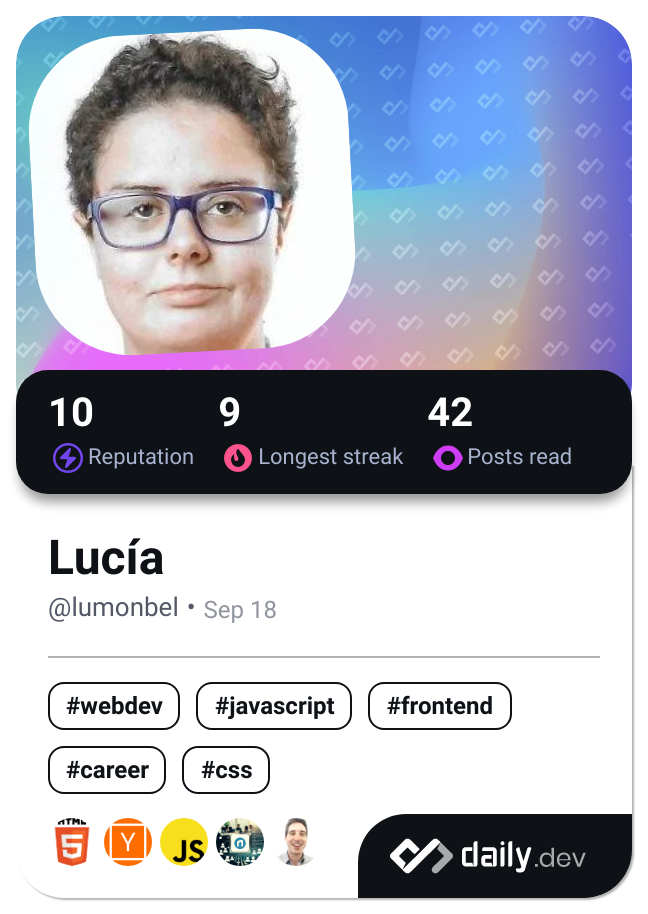 10 9 42
Reputation Longest streak Posts read
Lucía
@lumonbel • Sep 18
#webdev #javascript #frontend
#career #css
HTML
5 Y JS
daily.dev